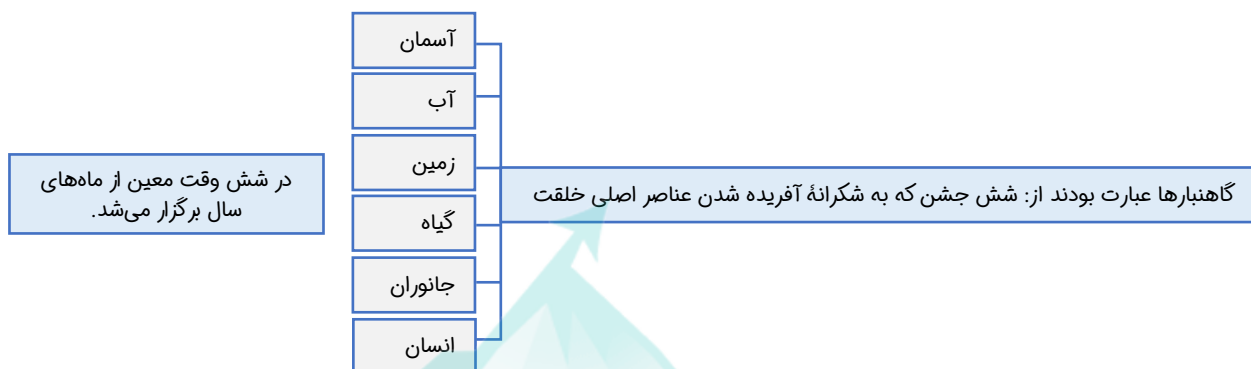 گاهنبارها عبارت بودند از: شش جشن که به شکرانهٔ آفریده شدن عناصر اصلی خلقت
آسمان
آب
زمین
گیاه
جانوران
انسان
در شش وقت معین از ماه‌های
سال برگزار می‌شد.